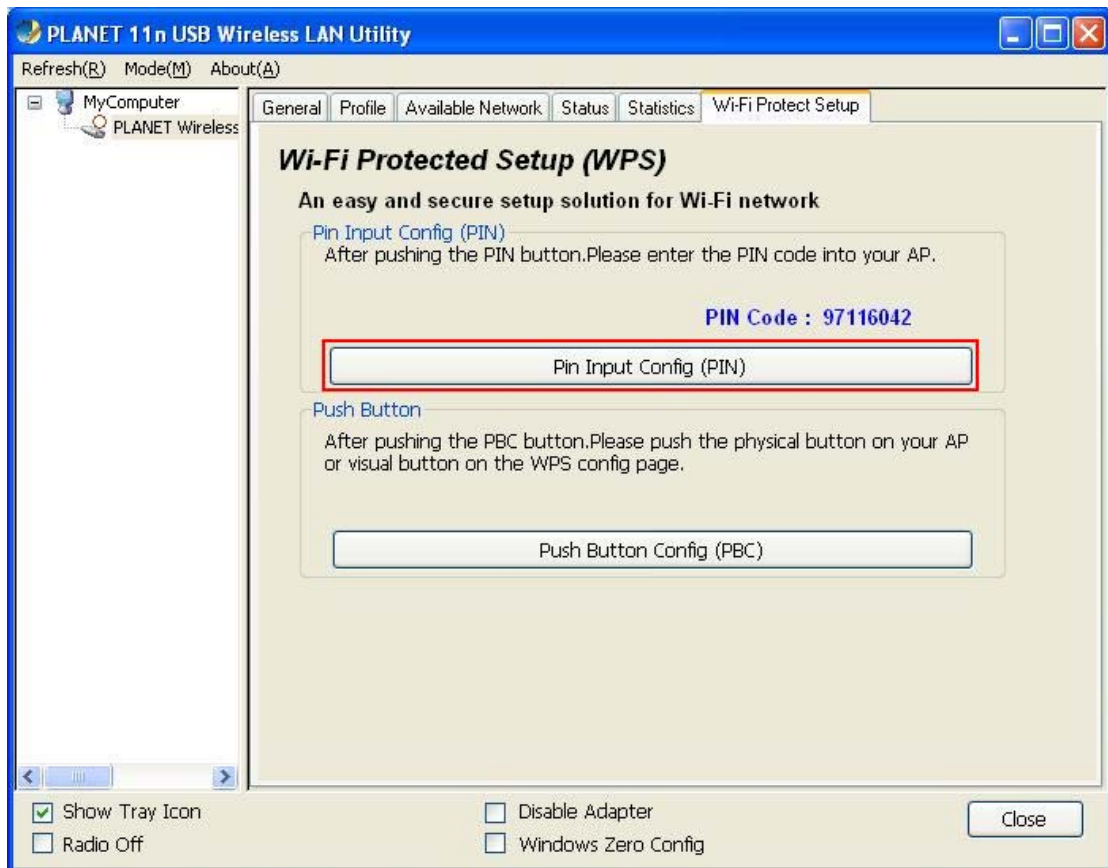 PLANET 11n USB Wireless LAN Utility
Refresh(R) Mode(M) About(A)
MyComputer
PLANET Wireless
General Profile Available Network Status Statistics Wi-Fi Protect Setup
Wi-Fi Protected Setup (WPS)
An easy and secure setup solution for Wi-Fi network
Pin Input Config (PIN)
After pushing the PIN button.Please enter the PIN code into your AP.
PIN Code : 97116042
Pin Input Config (PIN)
Push Button
After pushing the PBC button.Please push the physical button on your AP
or visual button on the WPS config page.
Push Button Config (PBC)
Show Tray Icon
Disable Adapter
Close
Radio Off
Windows Zero Config